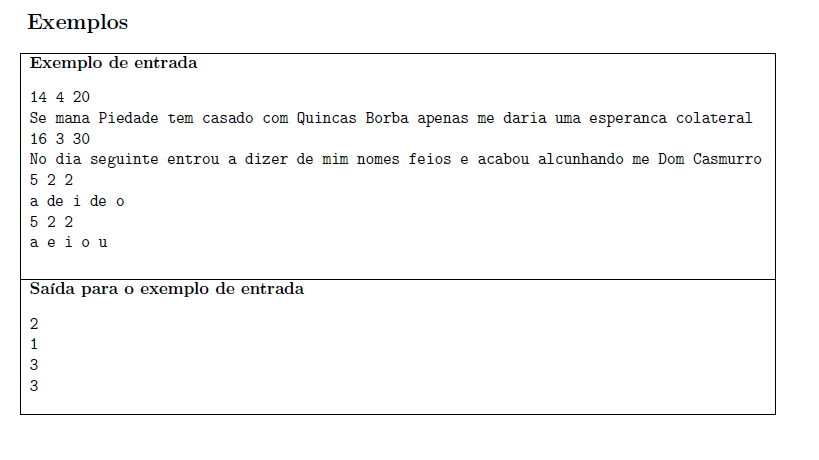 Exemplos
Exemplo de entrada
14 4 20
Se mana Piedade tem casado com Quincas Borba apenas me daria uma esperanca colateral
16 3 30
No dia seguinte entrou a dizer de mim nomes feios e acabou alcunhando me Dom Casmurro
5 2 2
a de i de o
5 2 2
a e i o u
Saída para o exemplo de entrada
2
1
3
3